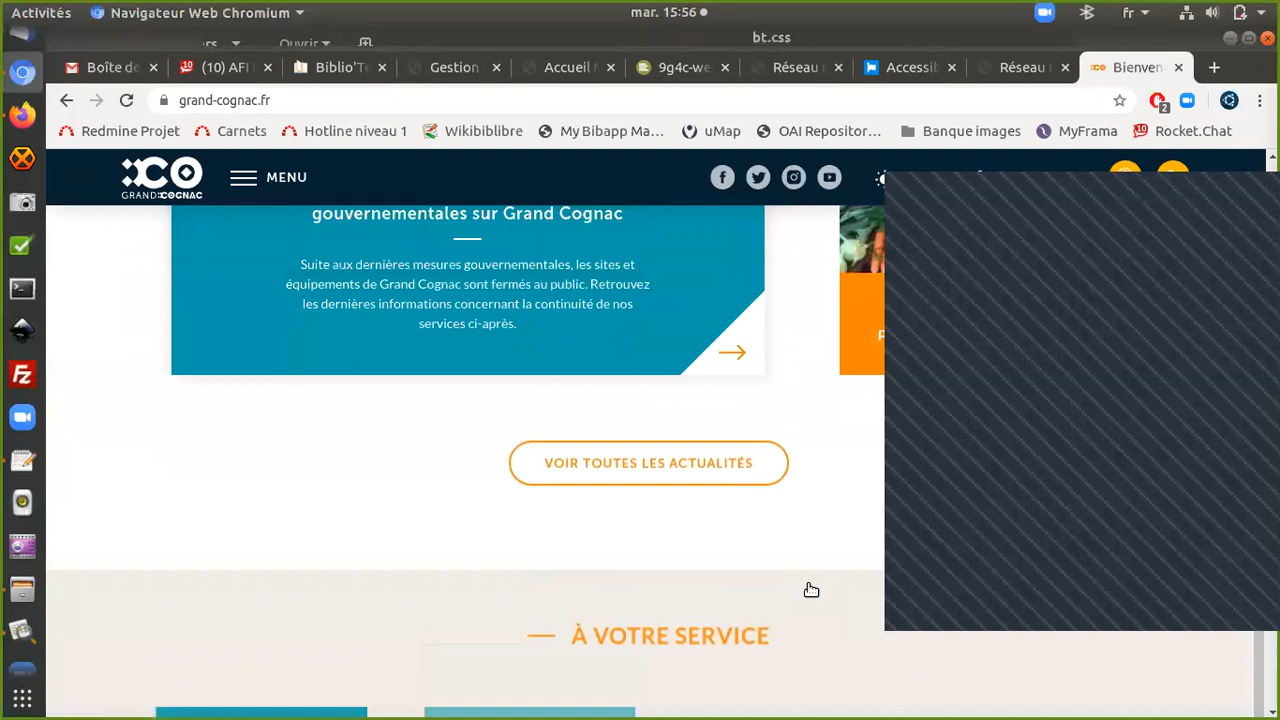 Activités Navigateur Web Chromium mar. 15:56 fr
Ouvrir bt.css
Boîte de (10) AFI Biblio'Te Gestion Accueil 9g4c-we Réseau Accessib Réseau Bienven
grand-cognac.fr 2
Redmine Projet Carnets Hotline niveau 1 Wikibiblibre My Bibapp Ma... uMap OAI Repositor... Banque images MyFrama Rocket.Chat
GRAND COGNAC MENU
gouvernementales sur Grand Cognac
Suite aux dernières mesures gouvernementales, les sites et
équipements de Grand Cognac sont fermés au public. Retrouvez
les dernières informations concernant la continuité de nos
services ci-après.
VOIR TOUTES LES ACTUALITÉS
À VOTRE SERVICE